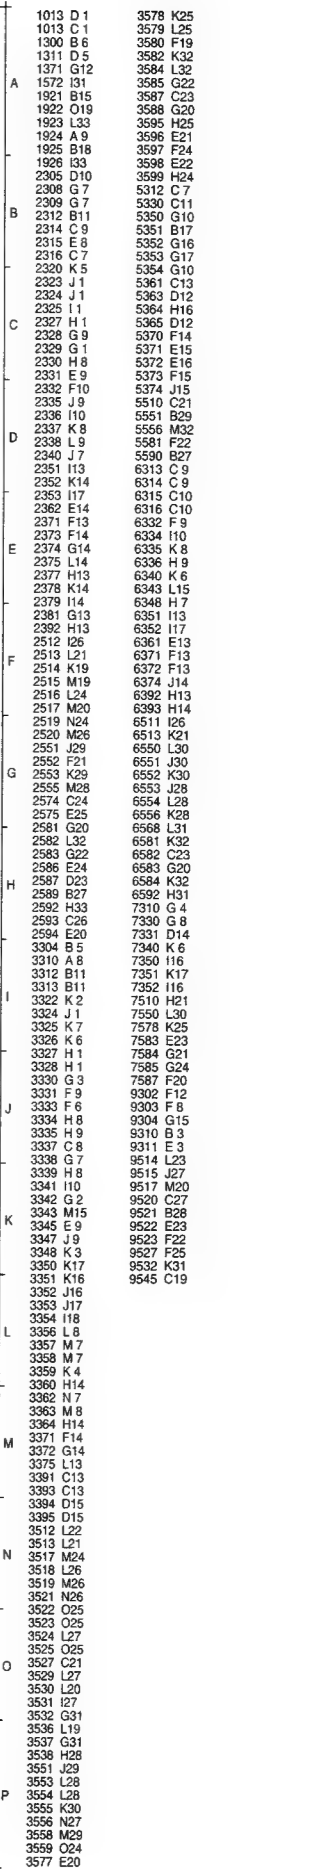 1013 D 1
1013 C 1
1300 B 6
1311 D 5
1371 G12
A
1572 I31
1921 B15
1922 O19
1923 L33
1924 A 9
1925 B18
1926 I33
2305 D10
2308 G 7
2309 G 7
B
2312 B11
2314 C 9
2315 E 8
2316 C 7
2320 K 5
2323 J 1
2324 J 1
2325 I 1
C
2327 H 1
2328 G 9
2329 G 1
2330 H 8
2331 E 9
2332 F10
2335 J 9
2336 I10
2337 K 8
D
2338 L 9
2340 J 7
2351 I13
2352 K14
2353 I17
2362 E14
2371 F13
2373 F14
E
2374 G14
2375 L14
2377 H13
2378 K14
2379 I14
2381 G13
2392 H13
2512 I26
2513 L21
F
2514 K19
2515 M19
2516 L24
2517 M20
2519 N24
2520 M26
2551 J29
2552 F21
G
2553 K29
2555 M28
2574 C24
2575 E25
2581 G20
2582 L32
2583 G22
2586 E24
H
2587 D23
2589 B27
2592 H33
2593 C26
2594 E20
3304 B 5
3310 A 8
3312 B11
3313 B11
I
3322 K 2
3324 J 1
3325 K 7
3326 K 6
3327 H 1
3328 H 1
3330 G 3
3331 F 9
J
3333 F 6
3334 H 8
3335 H 9
3337 C 8
3338 G 7
3339 H 8
3341 I10
3342 G 2
3343 M15
K
3345 E 9
3347 J 9
3348 K 3
3350 K17
3351 K16
3352 J16
3353 J17
3354 I18
L
3356 L 8
3357 M 7
3358 M 7
3359 K 4
3360 H14
3362 N 7
3363 M 8
3364 H14
3371 F14
M
3372 G14
3375 L13
3391 C13
3393 C13
3394 D15
3395 D15
3512 L22
3513 L21
N
3517 M24
3518 L26
3519 M26
3521 N26
3522 O25
3523 O25
3524 L27
3525 O25
O
3527 C21
3529 L27
3530 L20
3531 I27
3532 G31
3536 L19
3537 G31
3538 H28
3551 J29
3553 L28
P
3554 L28
3555 K30
3556 N27
3558 M29
3559 O24
3577 E20
3578 K25
3579 L25
3580 F19
3582 K32
3584 L32
3585 G22
3587 C23
3588 G20
3595 H25
3596 E21
3597 F24
3598 E22
3599 H24
5312 C 7
5330 C11
5350 G10
5351 B17
5352 G16
5353 G17
5354 G10
5361 C13
5363 D12
5364 H16
5365 D12
5370 F14
5371 E15
5372 E16
5373 F15
5374 J15
5510 C21
5551 B29
5556 M32
5581 F22
5590 B27
6313 C 9
6314 C 9
6315 C10
6316 C10
6332 F 9
6334 I10
6335 K 8
6336 H 9
6340 K 6
6343 L15
6348 H 7
6351 I13
6352 I17
6361 E13
6371 F13
6372 F13
6374 J14
6392 H13
6393 H14
6511 I26
6513 K21
6550 L30
6551 J30
6552 K30
6553 J28
6554 L28
6556 K28
6568 L31
6581 K32
6582 C23
6583 G20
6584 K32
6592 H31
7310 G 4
7330 G 8
7331 D14
7340 K 6
7350 I16
7351 K17
7352 I16
7510 H21
7550 L30
7578 K25
7583 E23
7584 G21
7585 G24
7587 F20
9302 F12
9303 F 8
9304 G15
9310 B 3
9311 E 3
9514 L23
9515 J27
9517 M20
9520 C27
9521 B28
9522 E23
9523 F22
9527 F25
9532 K31
9545 C19